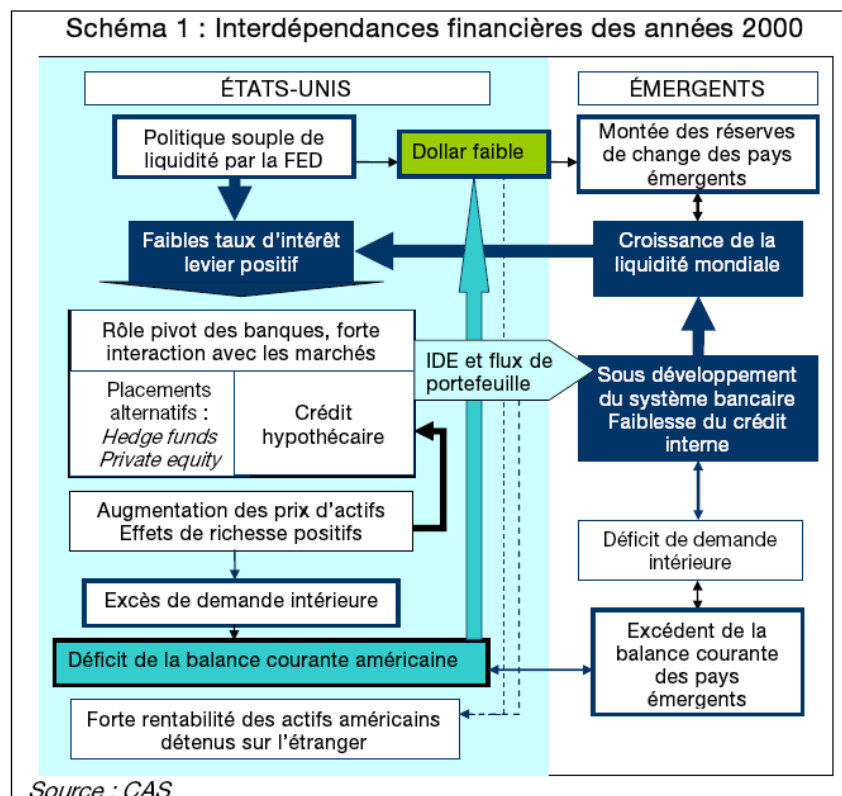 Schéma 1 : Interdépendances financières des années 2000
ÉTATS-UNIS
ÉMERGENTS
Politique souple de
liquidité par la FED
Dollar faible
Montée des réserves
de change des pays
émergents
Faibles taux d'intérêt
levier positif
Croissance de la
liquidité mondiale
Rôle pivot des banques, forte
interaction avec les marchés
Placements
alternatifs :
Hedge funds
Private equity
Crédit
hypothécaire
IDE et flux de
portefeuille
Sous développement
du système bancaire
Faiblesse du crédit
interne
Augmentation des prix d'actifs
Effets de richesse positifs
Déficit de demande
intérieure
Excès de demande intérieure
Déficit de la balance courante américaine
Excédent de la
balance courante
des pays
émergents
Forte rentabilité des actifs américains
détenus sur l'étranger
Source : CAS